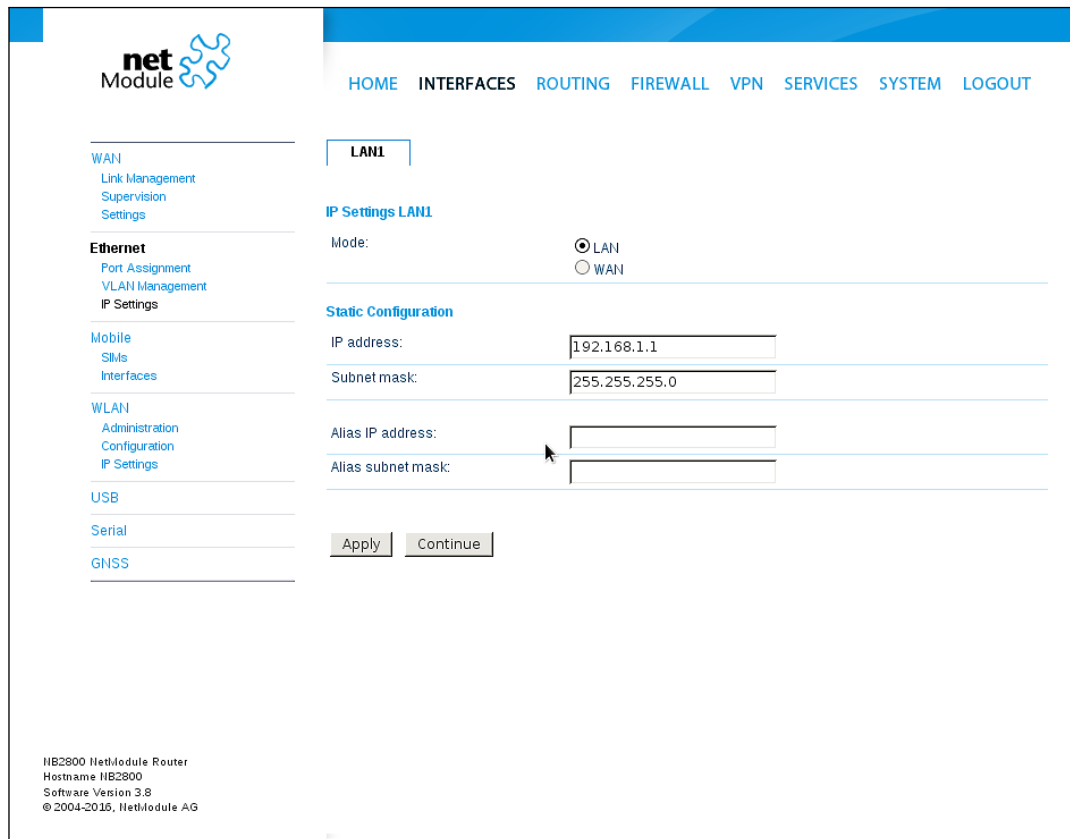 net
Module
HOME INTERFACES ROUTING FIREWALL VPN SERVICES SYSTEM LOGOUT
WAN
Link Management
Supervision
Settings
Ethernet
Port Assignment
VLAN Management
IP Settings
Mobile
SIMs
Interfaces
WLAN
Administration
Configuration
IP Settings
USB
Serial
GNSS
LAN1
IP Settings LAN1
Mode:
LAN
WAN
Static Configuration
IP address: 192.168.1.1
Subnet mask: 255.255.255.0
Alias IP address:
Alias subnet mask:
Apply Continue
NB2800 NetModule Router
Hostname NB2800
Software Version 3.8
© 2004-2016, NetModule AG